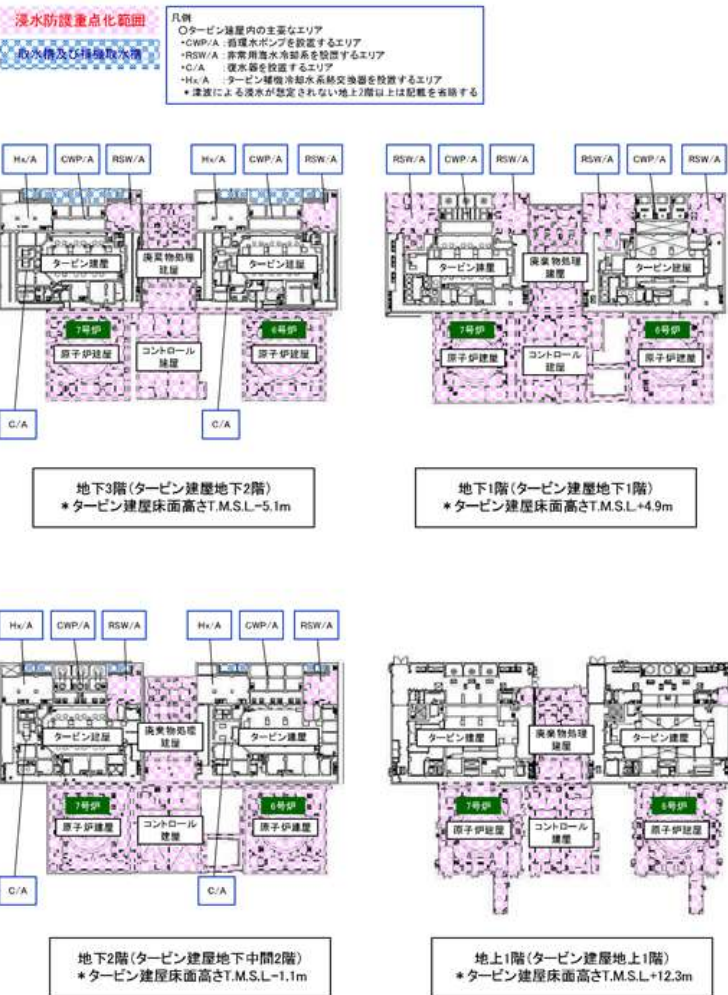 浸水防護重点化範囲
取水槽及び補機取水槽
凡例
〇タービン建屋内の主要なエリア
・CWP/A :循環水ポンプを設置するエリア
・RSW/A :非常用海水冷却系を設置するエリア
・C/A :復水器を設置するエリア
・Hx/A :タービン補機冷却水系熱交換器を設置するエリア
*津波による浸水が想定されない地上2階以上は記載を省略する
Hx/A CWP/A RSW/A Hx/A CWP/A RSW/A
タービン建屋 廃棄物処理建屋 タービン建屋
7号炉 6号炉
原子炉建屋 コントロール建屋 原子炉建屋
C/A C/A
地下3階(タービン建屋地下2階)
*タービン建屋床面高さT.M.S.L.-5.1m
RSW/A CWP/A RSW/A RSW/A CWP/A RSW/A
タービン建屋 廃棄物処理建屋 タービン建屋
7号炉 6号炉
原子炉建屋 コントロール建屋 原子炉建屋
地下1階(タービン建屋地下1階)
*タービン建屋床面高さT.M.S.L.+4.9m
Hx/A CWP/A RSW/A Hx/A CWP/A RSW/A
タービン建屋 廃棄物処理建屋 タービン建屋
7号炉 6号炉
原子炉建屋 コントロール建屋 原子炉建屋
C/A C/A
地下2階(タービン建屋地下中間2階)
*タービン建屋床面高さT.M.S.L.-1.1m
タービン建屋 廃棄物処理建屋 タービン建屋
7号炉 6号炉
原子炉建屋 コントロール建屋 原子炉建屋
地上1階(タービン建屋地上1階)
*タービン建屋床面高さT.M.S.L.+12.3m